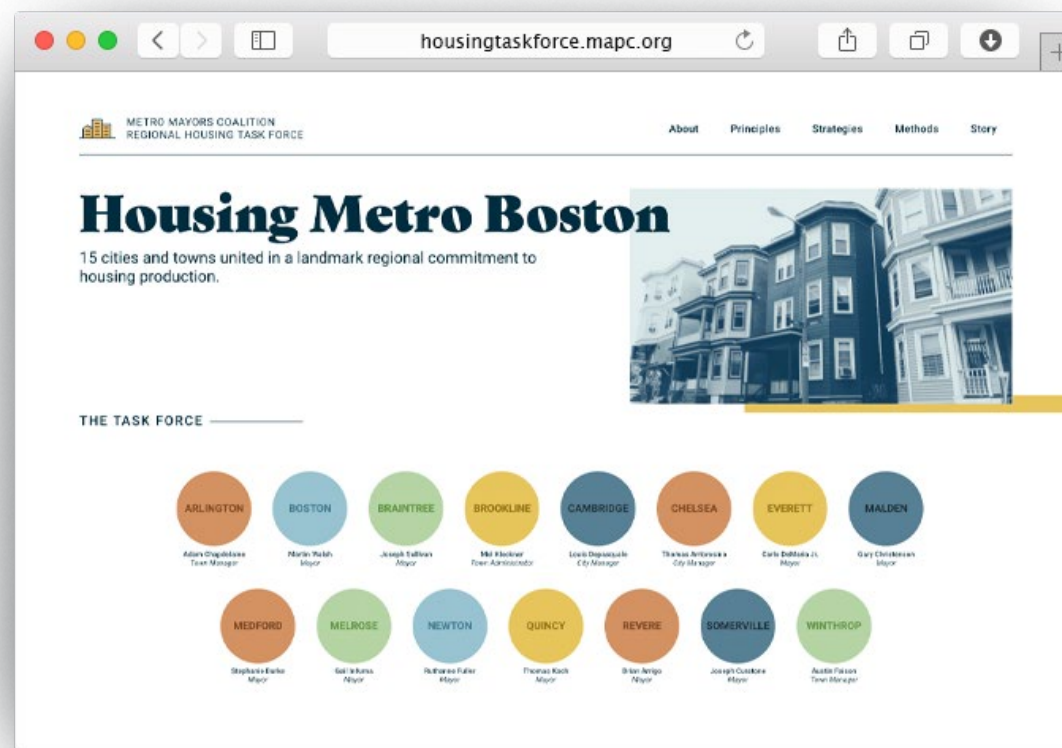 housingtaskforce.mapc.org
METRO MAYORS COALITION
REGIONAL HOUSING TASK FORCE
About Principles Strategies Methods Story
Housing Metro Boston
15 cities and towns united in a landmark regional commitment to
housing production.
THE TASK FORCE
ARLINGTON BOSTON BRAINTREE BROOKLINE CAMBRIDGE CHELSEA EVERETT MALDEN
Adam Chapdelaine Martin Walsh Joseph Sullivan Mel Kleckner Louis Depasquale Thomas Ambrosino Carlo DeMaria Jr. Gary Christenson
Town Manager Mayor Mayor Town Administrator City Manager City Manager Mayor Mayor
MEDFORD MELROSE NEWTON QUINCY REVERE SOMERVILLE WINTHROP
Stephanie Burke Gail Infurna Ruthanne Fuller Thomas Koch Brian Arrigo Joseph Curtatone Austin Faison
Mayor Mayor Mayor Mayor Mayor Mayor Town Manager